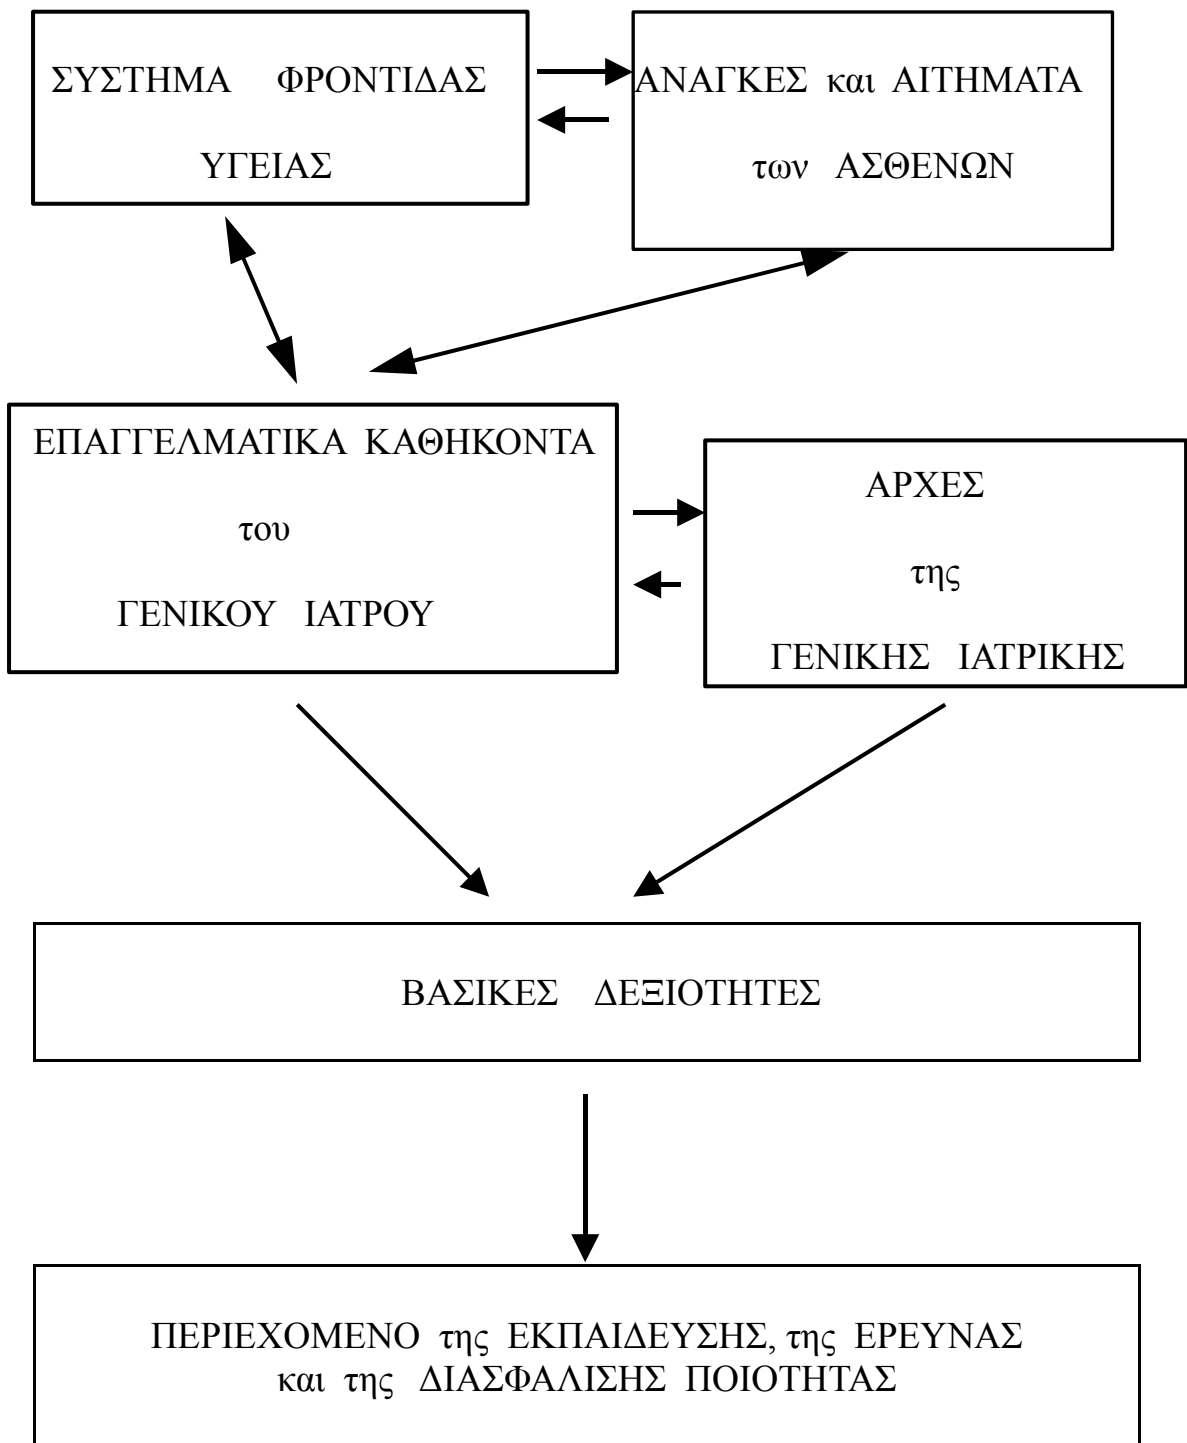 ΣΥΣΤΗΜΑ ΦΡΟΝΤΙΔΑΣ
ΥΓΕΙΑΣ
ΑΝΑΓΚΕΣ και ΑΙΤΗΜΑΤΑ
των ΑΣΘΕΝΩΝ
ΕΠΑΓΓΕΛΜΑΤΙΚΑ ΚΑΘΗΚΟΝΤΑ
του
ΓΕΝΙΚΟΥ ΙΑΤΡΟΥ
ΑΡΧΕΣ
της
ΓΕΝΙΚΗΣ ΙΑΤΡΙΚΗΣ
ΒΑΣΙΚΕΣ ΔΕΞΙΟΤΗΤΕΣ
ΠΕΡΙΕΧΟΜΕΝΟ της ΕΚΠΑΙΔΕΥΣΗΣ, της ΕΡΕΥΝΑΣ
και της ΔΙΑΣΦΑΛΙΣΗΣ ΠΟΙΟΤΗΤΑΣ